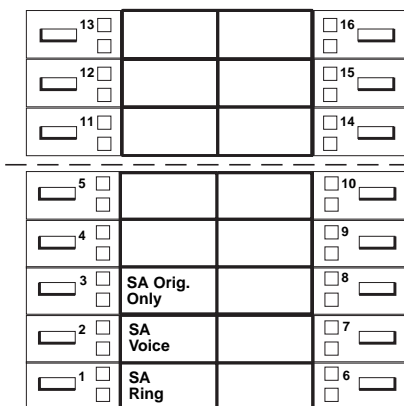 13 16
12 15
11 14
5 10
4 9
3 SA Orig. 8
Only
2 SA 7
Voice
1 SA 6
Ring